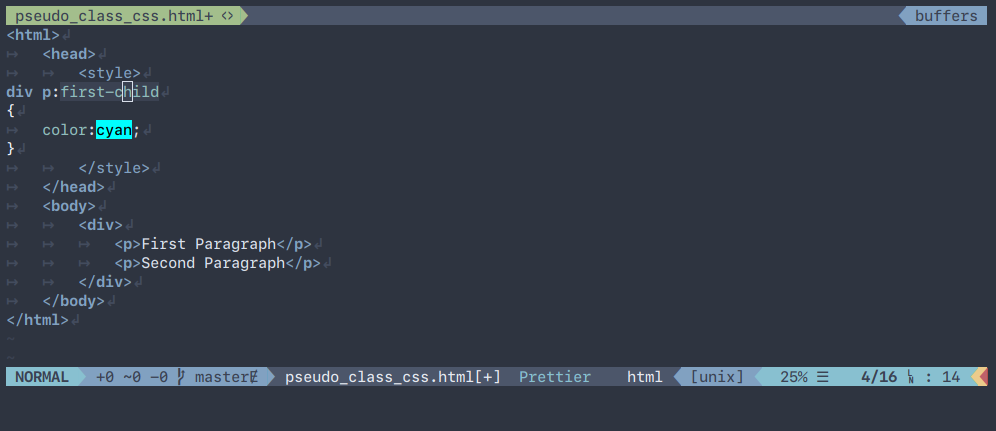 pseudo_class_css.html+ <> buffers
<html>
<head>
<style>
div p:first-child
{
color:cyan;
}
</style>
</head>
<body>
<div>
<p>First Paragraph</p>
<p>Second Paragraph</p>
</div>
</body>
</html>
~
~
NORMAL +0 ~0 -0 master pseudo_class_css.html[+] Prettier html [unix] 25% ☰ 4/16 ␤ : 14